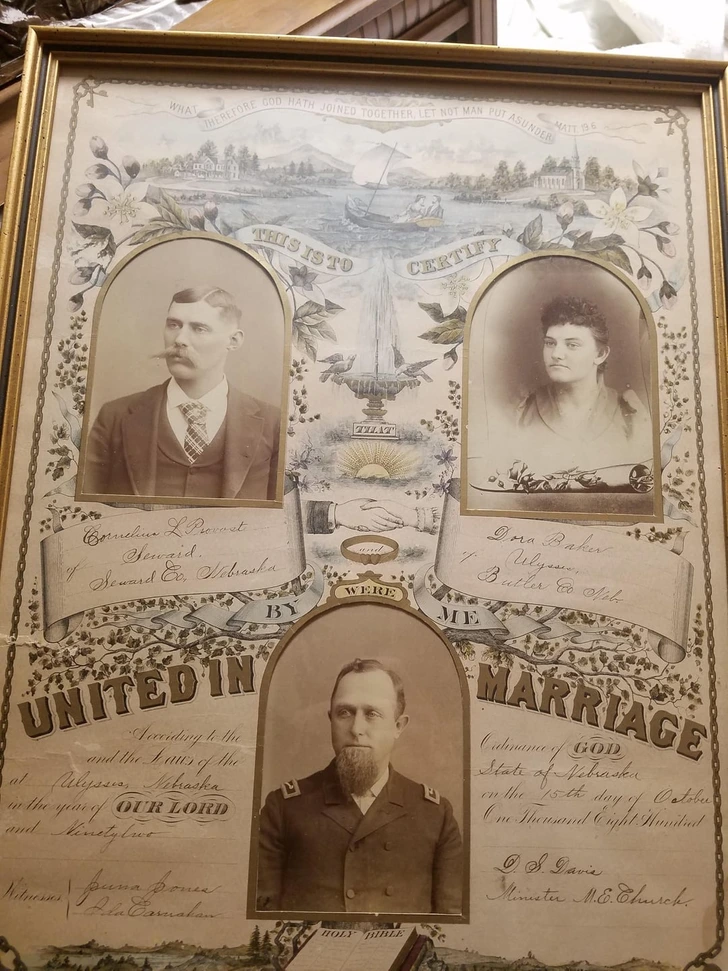 WHAT THEREFORE GOD HATH JOINED TOGETHER, LET NOT MAN PUT ASUNDER MATT 19 6
THIS IS TO CERTIFY
THAT
Cornelius L Provost
of Seward.
Seward Co, Nebraska
and
Dora Baker
of Ulysses,
Butler Co Neb.
BY WERE ME
UNITED IN MARRIAGE
According to the Ordinance of GOD
and the Laws of the State of Nebraska
at Ulysses, Nebraska on the 15th day of October
in the year of OUR LORD One Thousand Eight Hundred
and Ninety two
Witnesses Jones
Ida Carnahan
D. S. Davis
Minister M.E. Church.
HOLY BIBLE